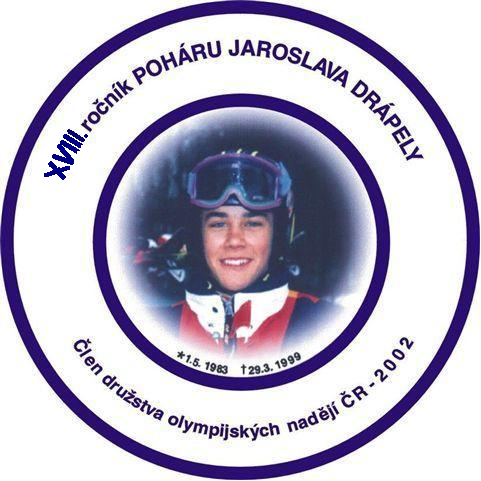 XVIII. ročník POHÁRU JAROSLAVA DRÁPELY
*1.5. 1983 †29.3. 1999
Člen družstva olympijských nadějí ČR - 2002